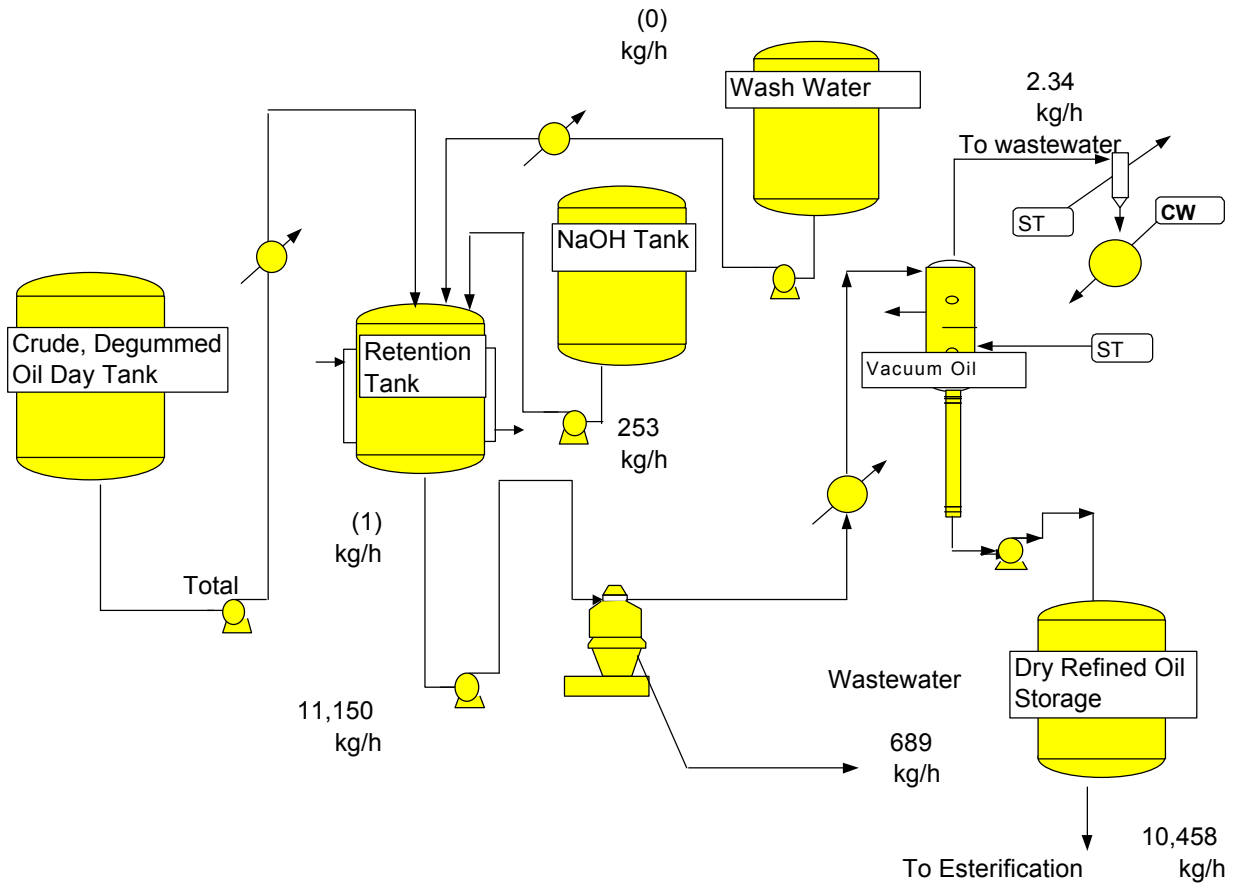 (0)
kg/h
Wash Water
2.34
kg/h
To wastewater
ST
CW
NaOH Tank
Crude, Degummed
Oil Day Tank
Retention
Tank
ST
Vacuum Oil
253
kg/h
(1)
kg/h
Total
Wastewater
Dry Refined Oil
Storage
11,150
kg/h
689
kg/h
10,458
kg/h
To Esterification